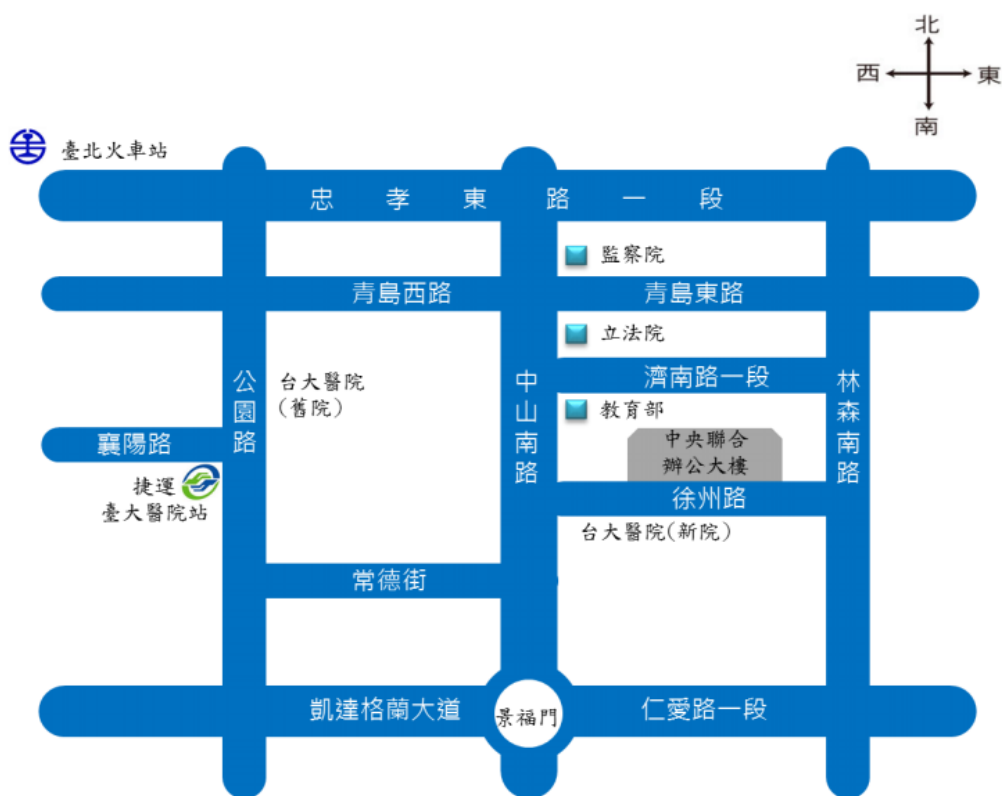 北
西 東
南
臺北火車站
忠孝東路一段
監察院
青島西路
青島東路
立法院
公園路
台大醫院
(舊院)
中山南路
濟南路一段
林森南路
教育部
襄陽路
中央聯合
辦公大樓
捷運
臺大醫院站
徐州路
台大醫院(新院)
常德街
凱達格蘭大道
景福門
仁愛路一段